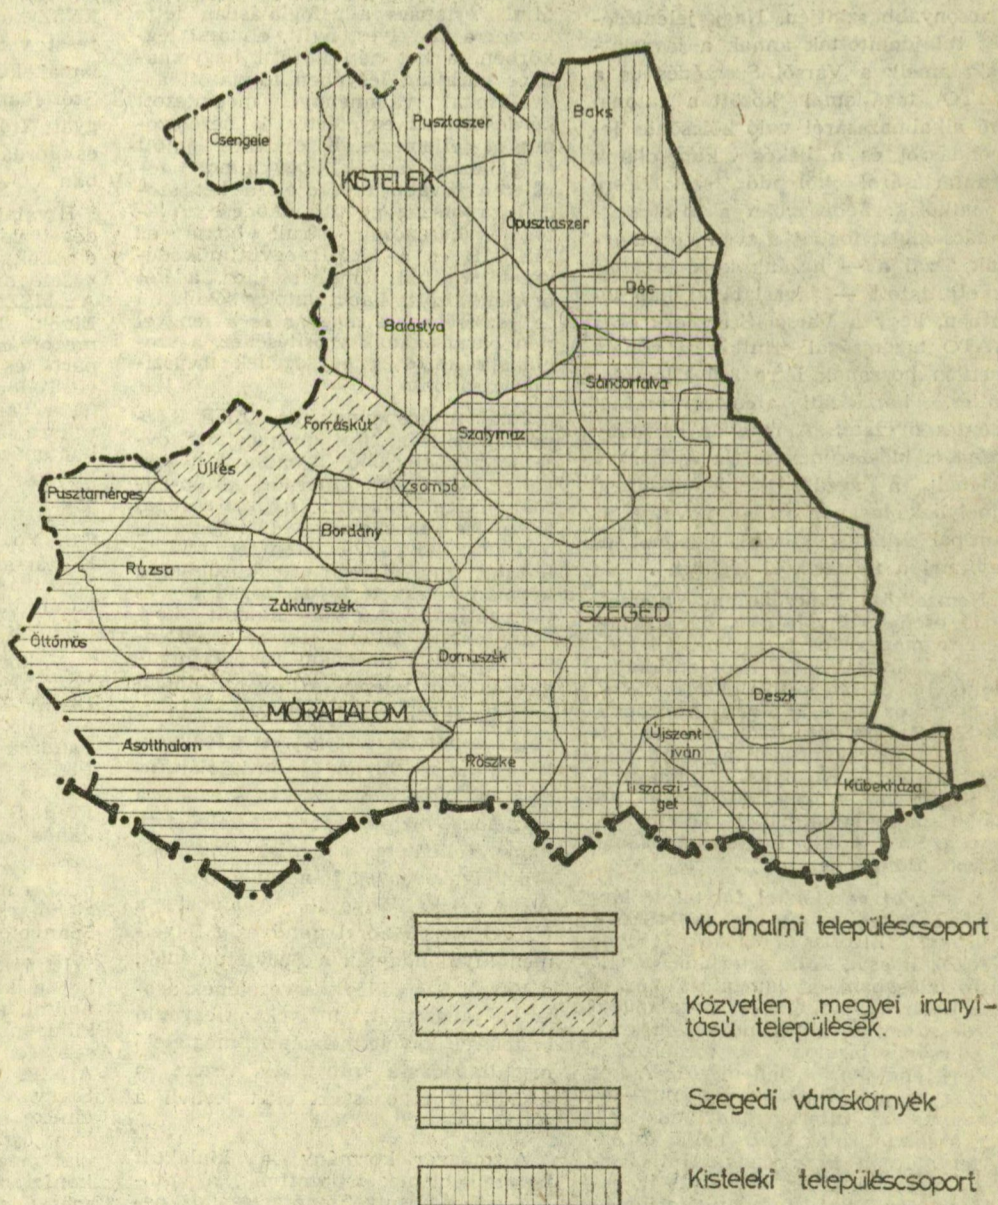 Pusztaszer
Baks
Csengele
KISTELEK
Ópusztaszer
Dóc
Balástya
Sándorfalva
Forráskút
Szatymaz
Üllés
Zsombó
Pusztamérges
Bordány
Rúzsa
Zákányszék
SZEGED
Öttömös
Domaszék
Deszk
MÓRAHALOM
Ásotthalom
Röszke
Újszent-
iván
Tiszaszi-
get
Kübekháza
Mórahalmi településcsoport
Közvetlen megyei irányí-
tású települések.
Szegedi városkörnyék
Kisteleki településcsoport